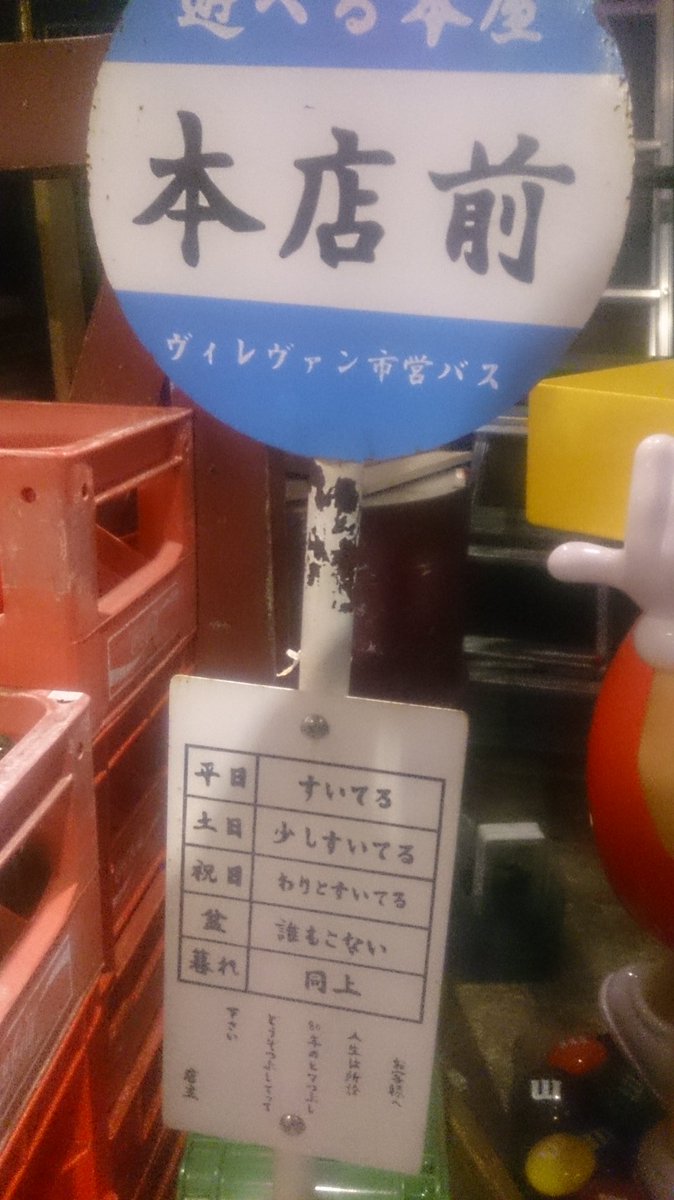 遊べる本屋
本店前
ヴィレヴァン市営バス
平日 すいてる
土日 少しすいてる
祝日 わりとすいてる
盆 誰もこない
暮れ 同上
お客様へ
人生は所詮
80年のヒマつぶし
どうぞつぶしてって
下さい
店主